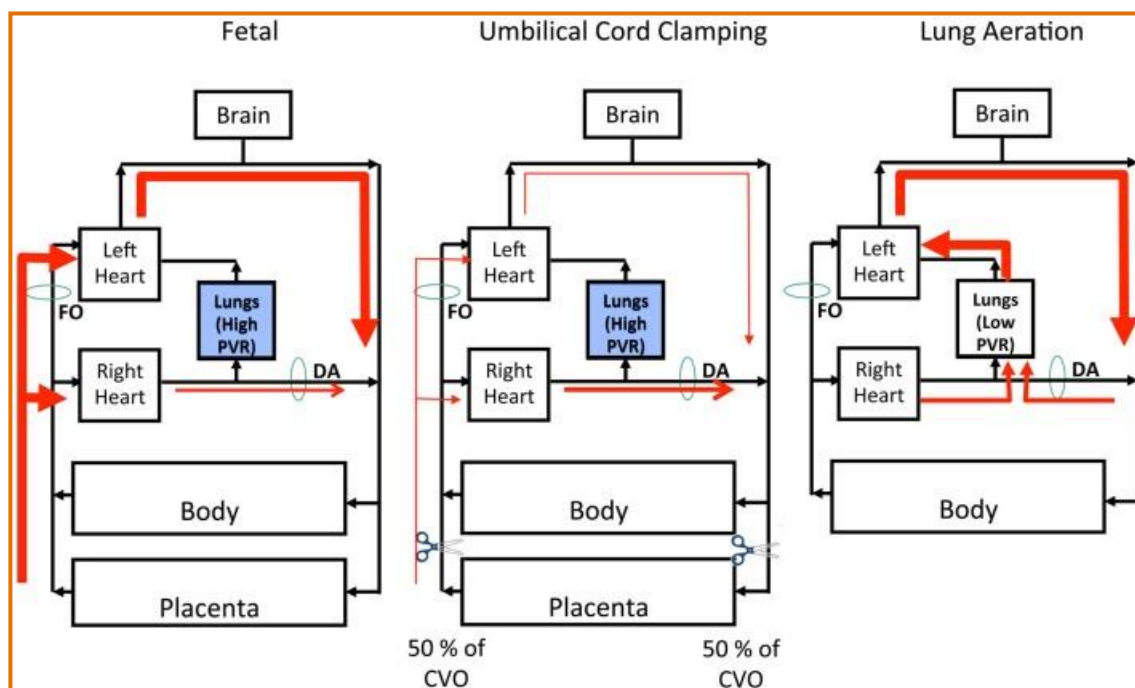 Fetal
Brain
Left
Heart
FO
Lungs
(High
PVR)
Right
Heart
DA
Body
Placenta
Umbilical Cord Clamping
Brain
Left
Heart
FO
Lungs
(High
PVR)
Right
Heart
DA
Body
Placenta
50 % of
CVO
50 % of
CVO
Lung Aeration
Brain
Left
Heart
FO
Lungs
(Low
PVR)
Right
Heart
DA
Body